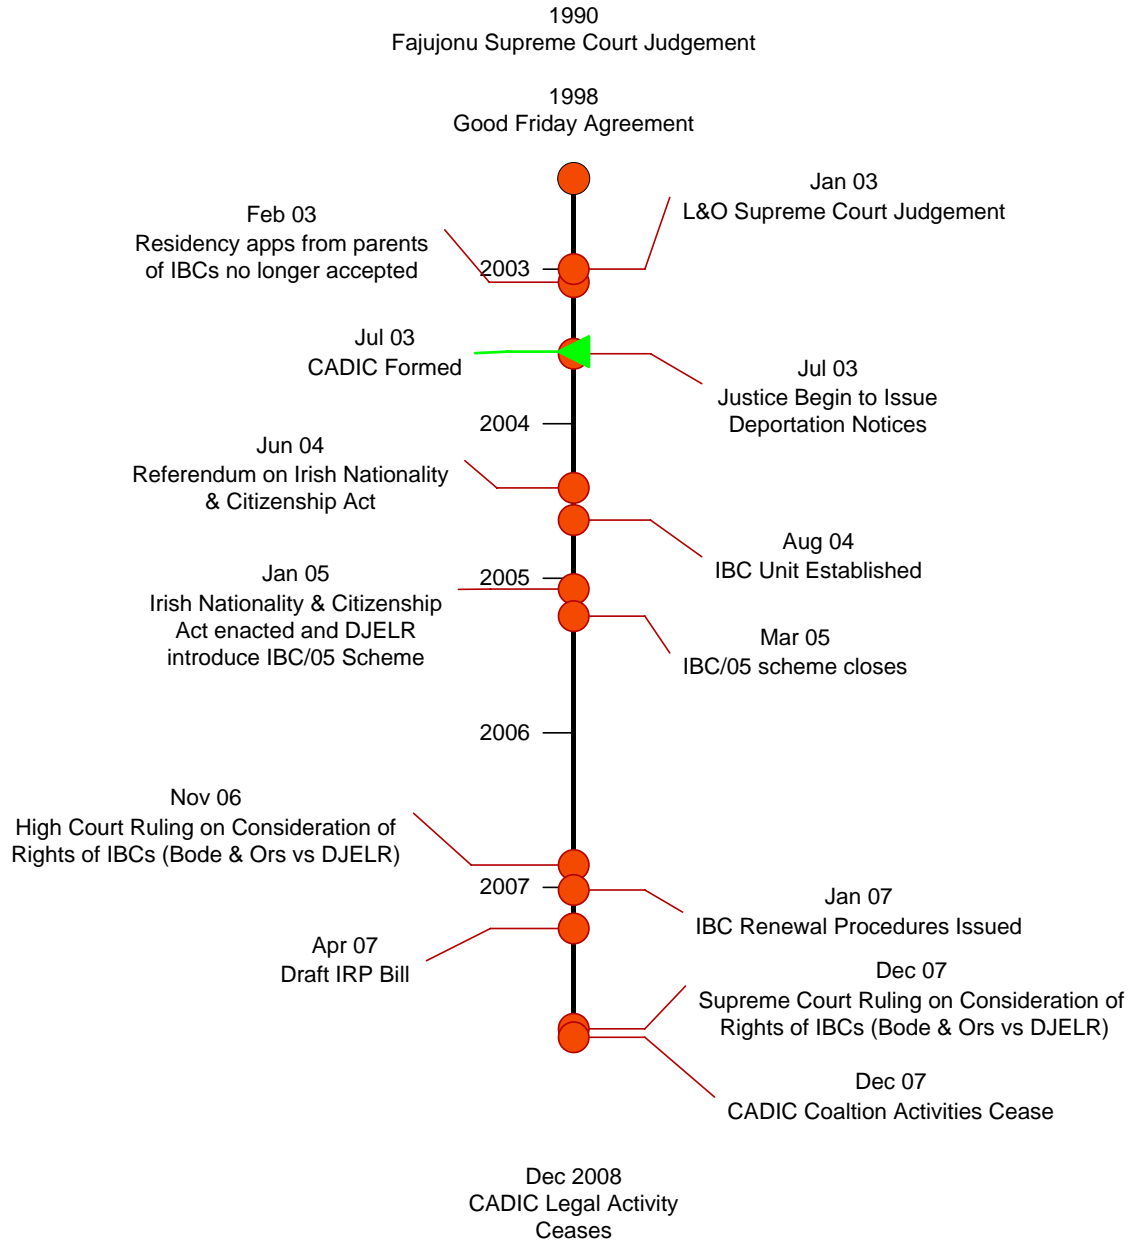 1990
Fajujonu Supreme Court Judgement
1998
Good Friday Agreement
Jan 03
L&O Supreme Court Judgement
Feb 03
Residency apps from parents
of IBCs no longer accepted
2003
Jul 03
CADIC Formed
Jul 03
Justice Begin to Issue
Deportation Notices
2004
Jun 04
Referendum on Irish Nationality
& Citizenship Act
Aug 04
IBC Unit Established
2005
Jan 05
Irish Nationality & Citizenship
Act enacted and DJELR
introduce IBC/05 Scheme
Mar 05
IBC/05 scheme closes
2006
Nov 06
High Court Ruling on Consideration of
Rights of IBCs (Bode & Ors vs DJELR)
2007
Jan 07
IBC Renewal Procedures Issued
Apr 07
Draft IRP Bill
Dec 07
Supreme Court Ruling on Consideration of
Rights of IBCs (Bode & Ors vs DJELR)
Dec 07
CADIC Coaltion Activities Cease
Dec 2008
CADIC Legal Activity
Ceases